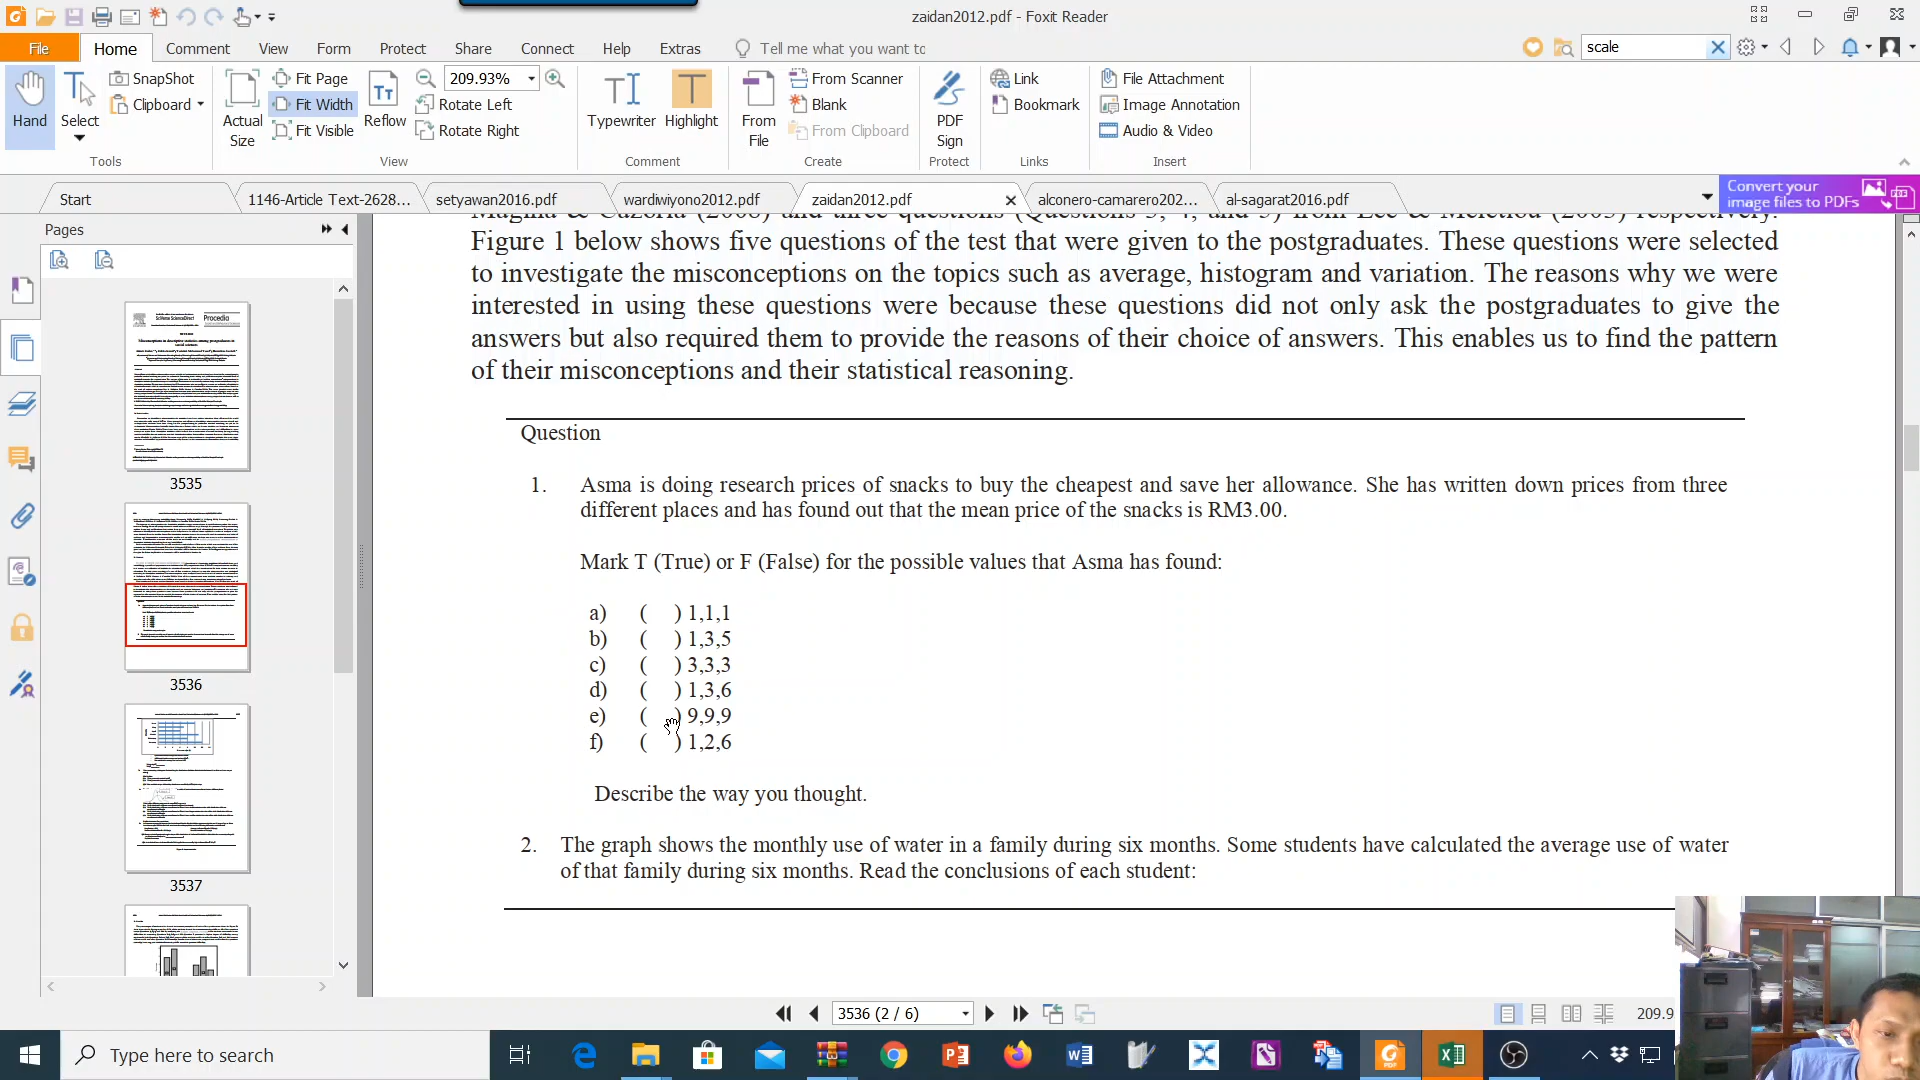 zaidan2012.pdf - Foxit Reader
File Home Comment View Form Protect Share Connect Help Extras Tell me what you want to scale
Hand
Select
SnapShot
Clipboard
Tools
Actual Size
Fit Page
Fit Width
Fit Visible
Reflow
209.93%
Rotate Left
Rotate Right
View
Typewriter
Highlight
Comment
From File
From Scanner
Blank
From Clipboard
Create
PDF Sign
Protect
Link
Bookmark
Links
File Attachment
Image Annotation
Audio & Video
Insert
Start 1146-Article Text-2628... setyawan2016.pdf wardiwiyono2012.pdf zaidan2012.pdf alconero-camarero202... al-sagarat2016.pdf
Convert your
image files to PDFs
Pages
3535
3536
3537
Figure 1 below shows five questions of the test that were given to the postgraduates. These questions were selected
to investigate the misconceptions on the topics such as average, histogram and variation. The reasons why we were
interested in using these questions were because these questions did not only ask the postgraduates to give the
answers but also required them to provide the reasons of their choice of answers. This enables us to find the pattern
of their misconceptions and their statistical reasoning.
Question
1. Asma is doing research prices of snacks to buy the cheapest and save her allowance. She has written down prices from three
different places and has found out that the mean price of the snacks is RM3.00.
Mark T (True) or F (False) for the possible values that Asma has found:
a) ( ) 1,1,1
b) ( ) 1,3,5
c) ( ) 3,3,3
d) ( ) 1,3,6
e) ( ) 9,9,9
f) ( ) 1,2,6
Describe the way you thought.
2. The graph shows the monthly use of water in a family during six months. Some students have calculated the average use of water
of that family during six months. Read the conclusions of each student:
3536 (2 / 6)
209.9
Type here to search